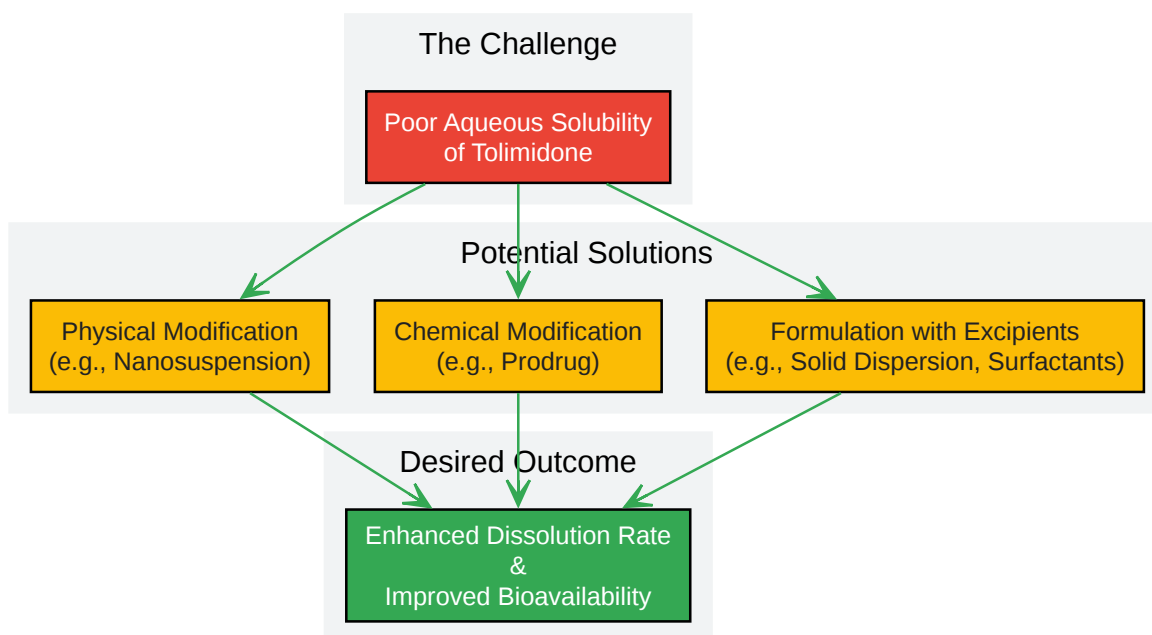 The Challenge
Poor Aqueous Solubility
of Tolimidone
Potential Solutions
Physical Modification
(e.g., Nanosuspension)
Chemical Modification
(e.g., Prodrug)
Formulation with Excipients
(e.g., Solid Dispersion, Surfactants)
Desired Outcome
Enhanced Dissolution Rate
&
Improved Bioavailability